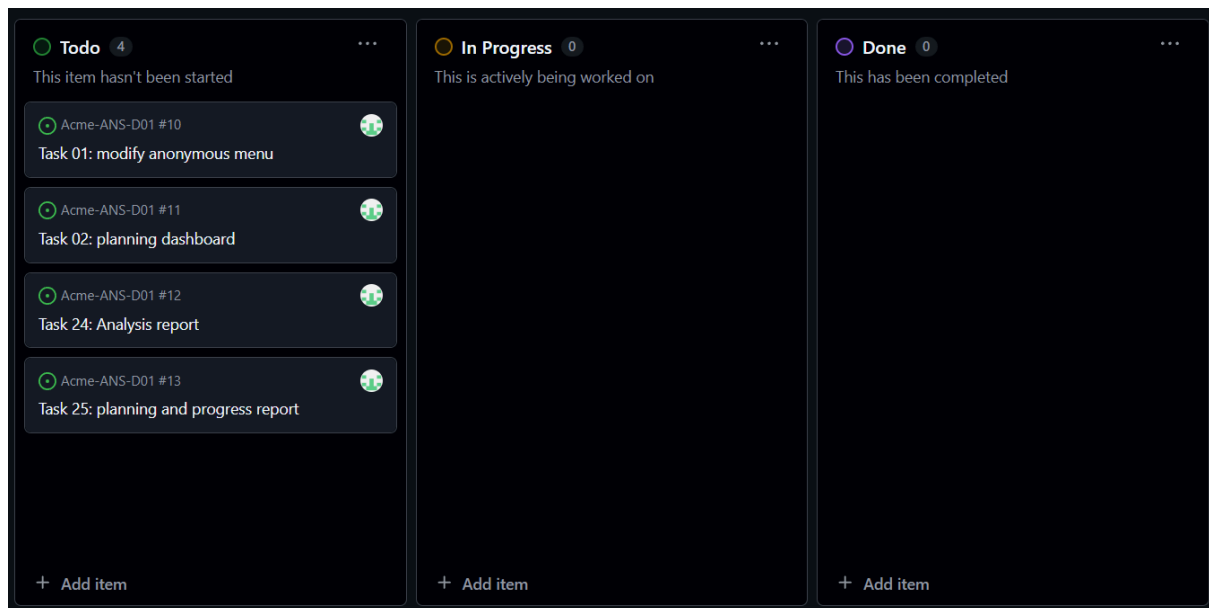 Todo 4
This item hasn't been started
Acme-ANS-D01 #10
Task 01: modify anonymous menu
Acme-ANS-D01 #11
Task 02: planning dashboard
Acme-ANS-D01 #12
Task 24: Analysis report
Acme-ANS-D01 #13
Task 25: planning and progress report
+ Add item
In Progress 0
This is actively being worked on
+ Add item
Done 0
This has been completed
+ Add item